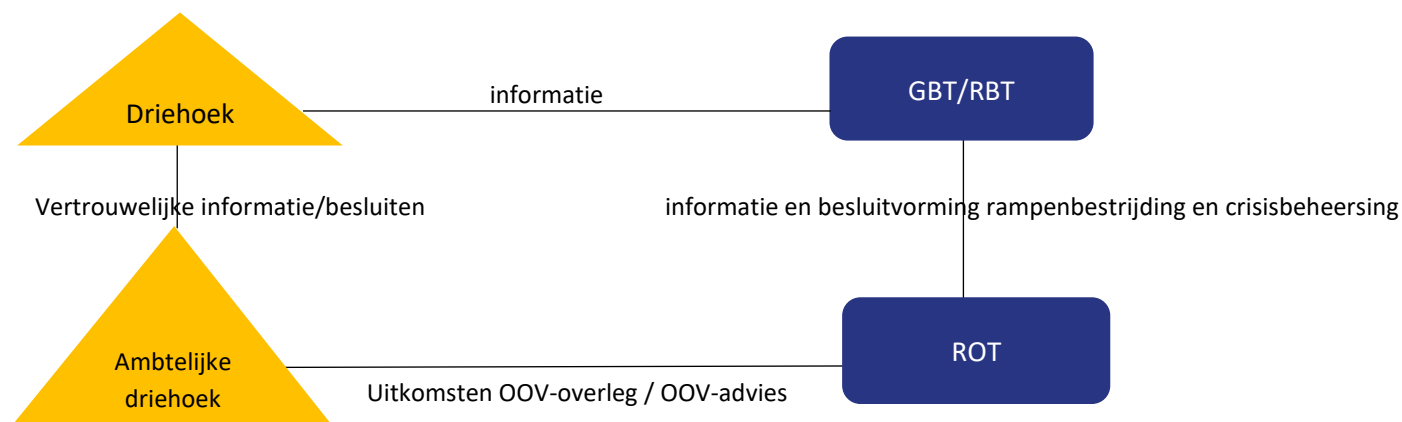 Driehoek
informatie
GBT/RBT
Vertrouwelijke informatie/besluiten
informatie en besluitvorming rampenbestrijding en crisisbeheersing
Ambtelijke
driehoek
Uitkomsten OOV-overleg / OOV-advies
ROT